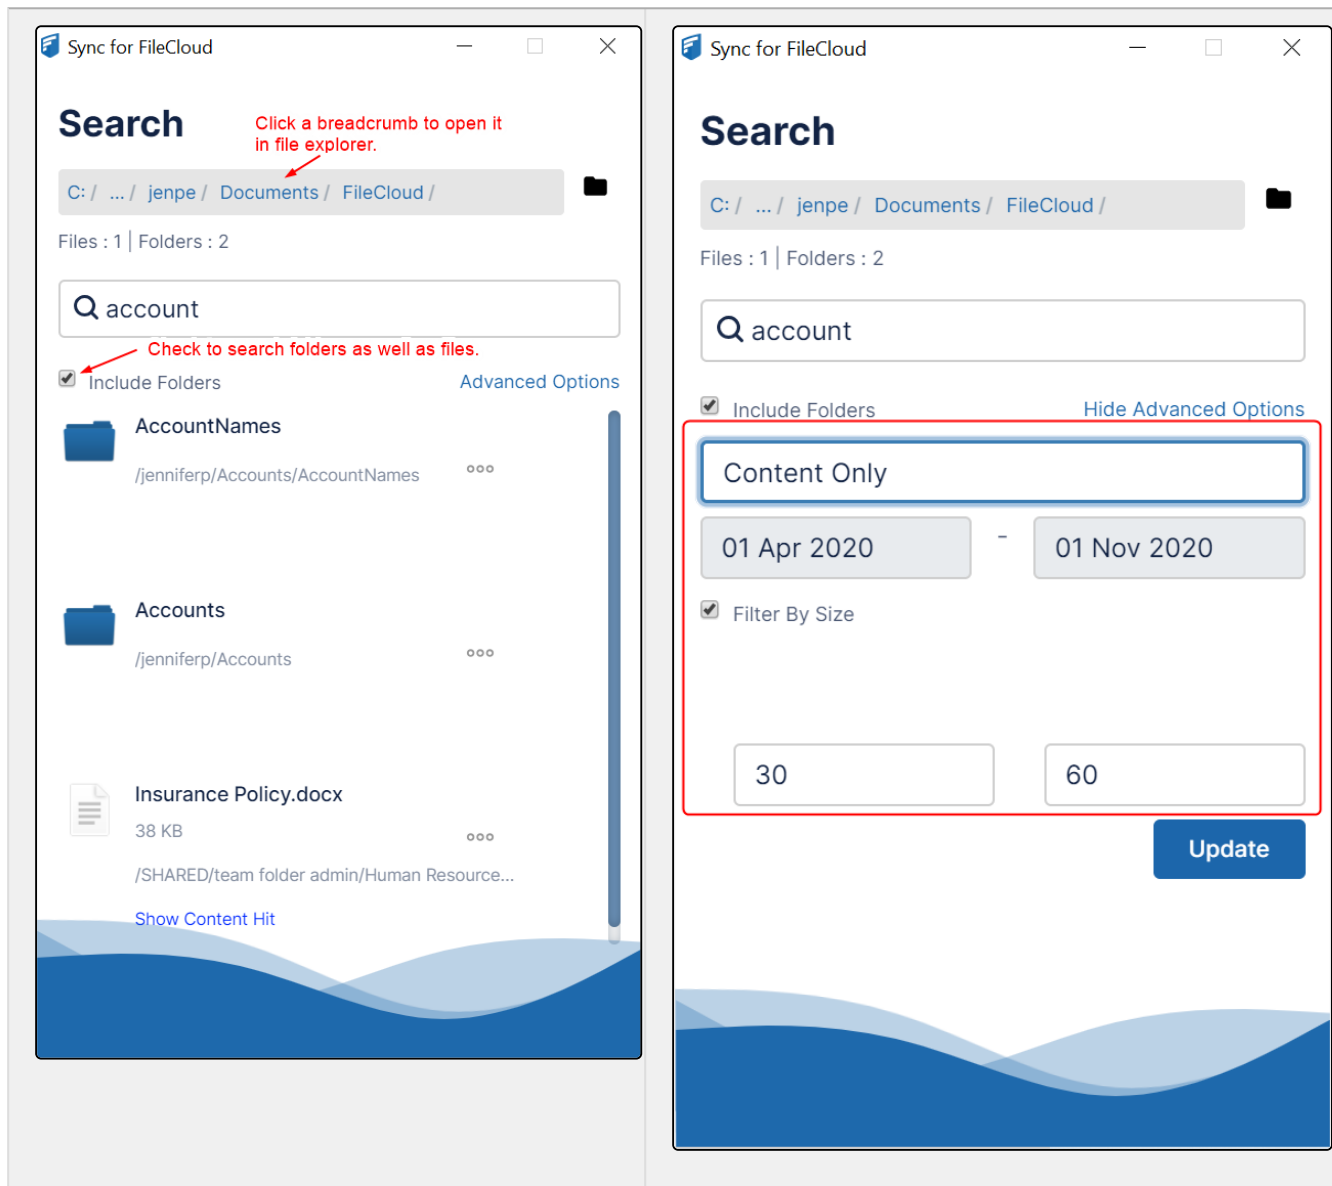 Sync for FileCloud
Search
Click a breadcrumb to open it
in file explorer.
C: / ... / jenpe / Documents / FileCloud /
Files : 1 | Folders : 2
account
Check to search folders as well as files.
Include Folders
Advanced Options
AccountNames
/jenniferp/Accounts/AccountNames
Accounts
/jenniferp/Accounts
Insurance Policy.docx
38 KB
/SHARED/team folder admin/Human Resource...
Show Content Hit
Sync for FileCloud
Search
C: / ... / jenpe / Documents / FileCloud /
Files : 1 | Folders : 2
account
Include Folders
Hide Advanced Options
Content Only
01 Apr 2020 - 01 Nov 2020
Filter By Size
30
60
Update